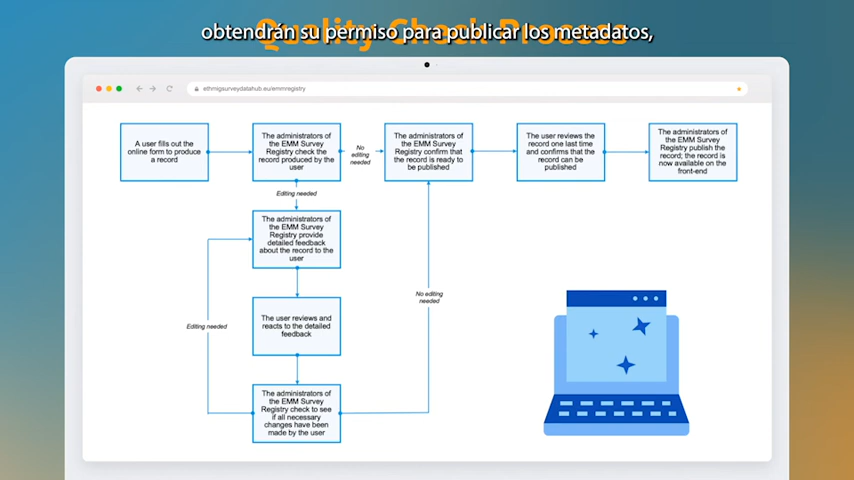 Quality Check Process
obtendrán su permiso para publicar los metadatos,
ethmigsurveydatahub.eu/emmregistry
A user fills out the
online form to produce
a record
The administrators of
the EMM Survey
Registry check the
record produced by the
user
No
editing
needed
The administrators of
the EMM Survey
Registry confirm that
the record is ready to
be published
The user reviews the
record one last time
and confirms that the
record can be
published
The administrators of
the EMM Survey
Registry publish the
record; the record is
now available on the
front-end
Editing needed
The administrators of
the EMM Survey
Registry provide
detailed feedback
about the record to the
user
No editing
needed
The user reviews and
reacts to the detailed
feedback
Editing needed
The administrators of
the EMM Survey
Registry check to see
if all necessary
changes have been
made by the user